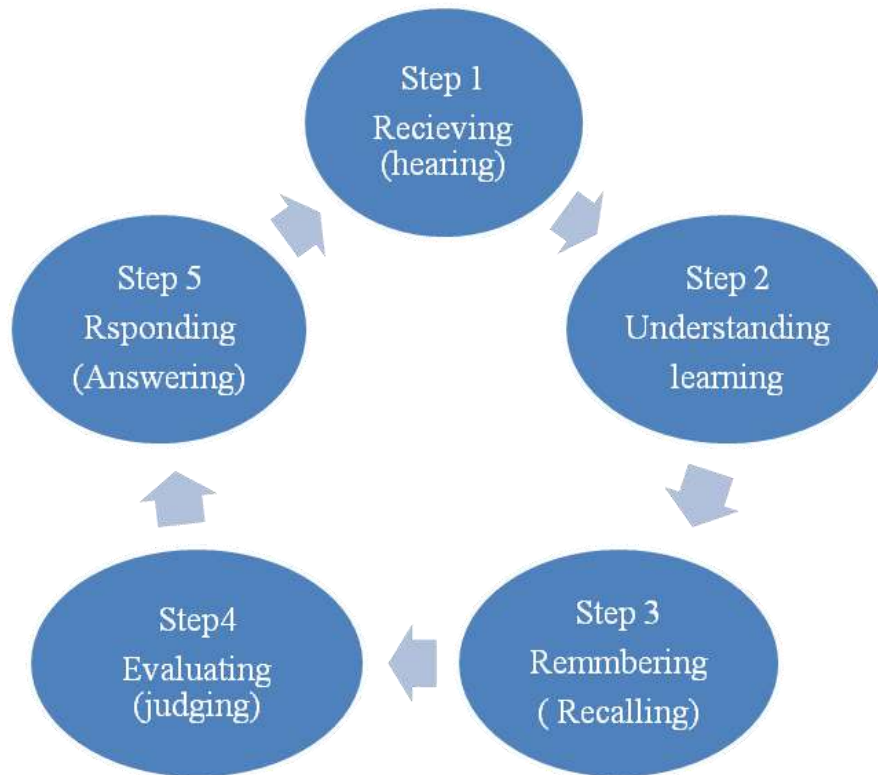 Step 1
Recieving
(hearing)
Step 2
Understanding
learning
Step 3
Remmbering
( Recalling)
Step4
Evaluating
(judging)
Step 5
Rsponding
(Answering)